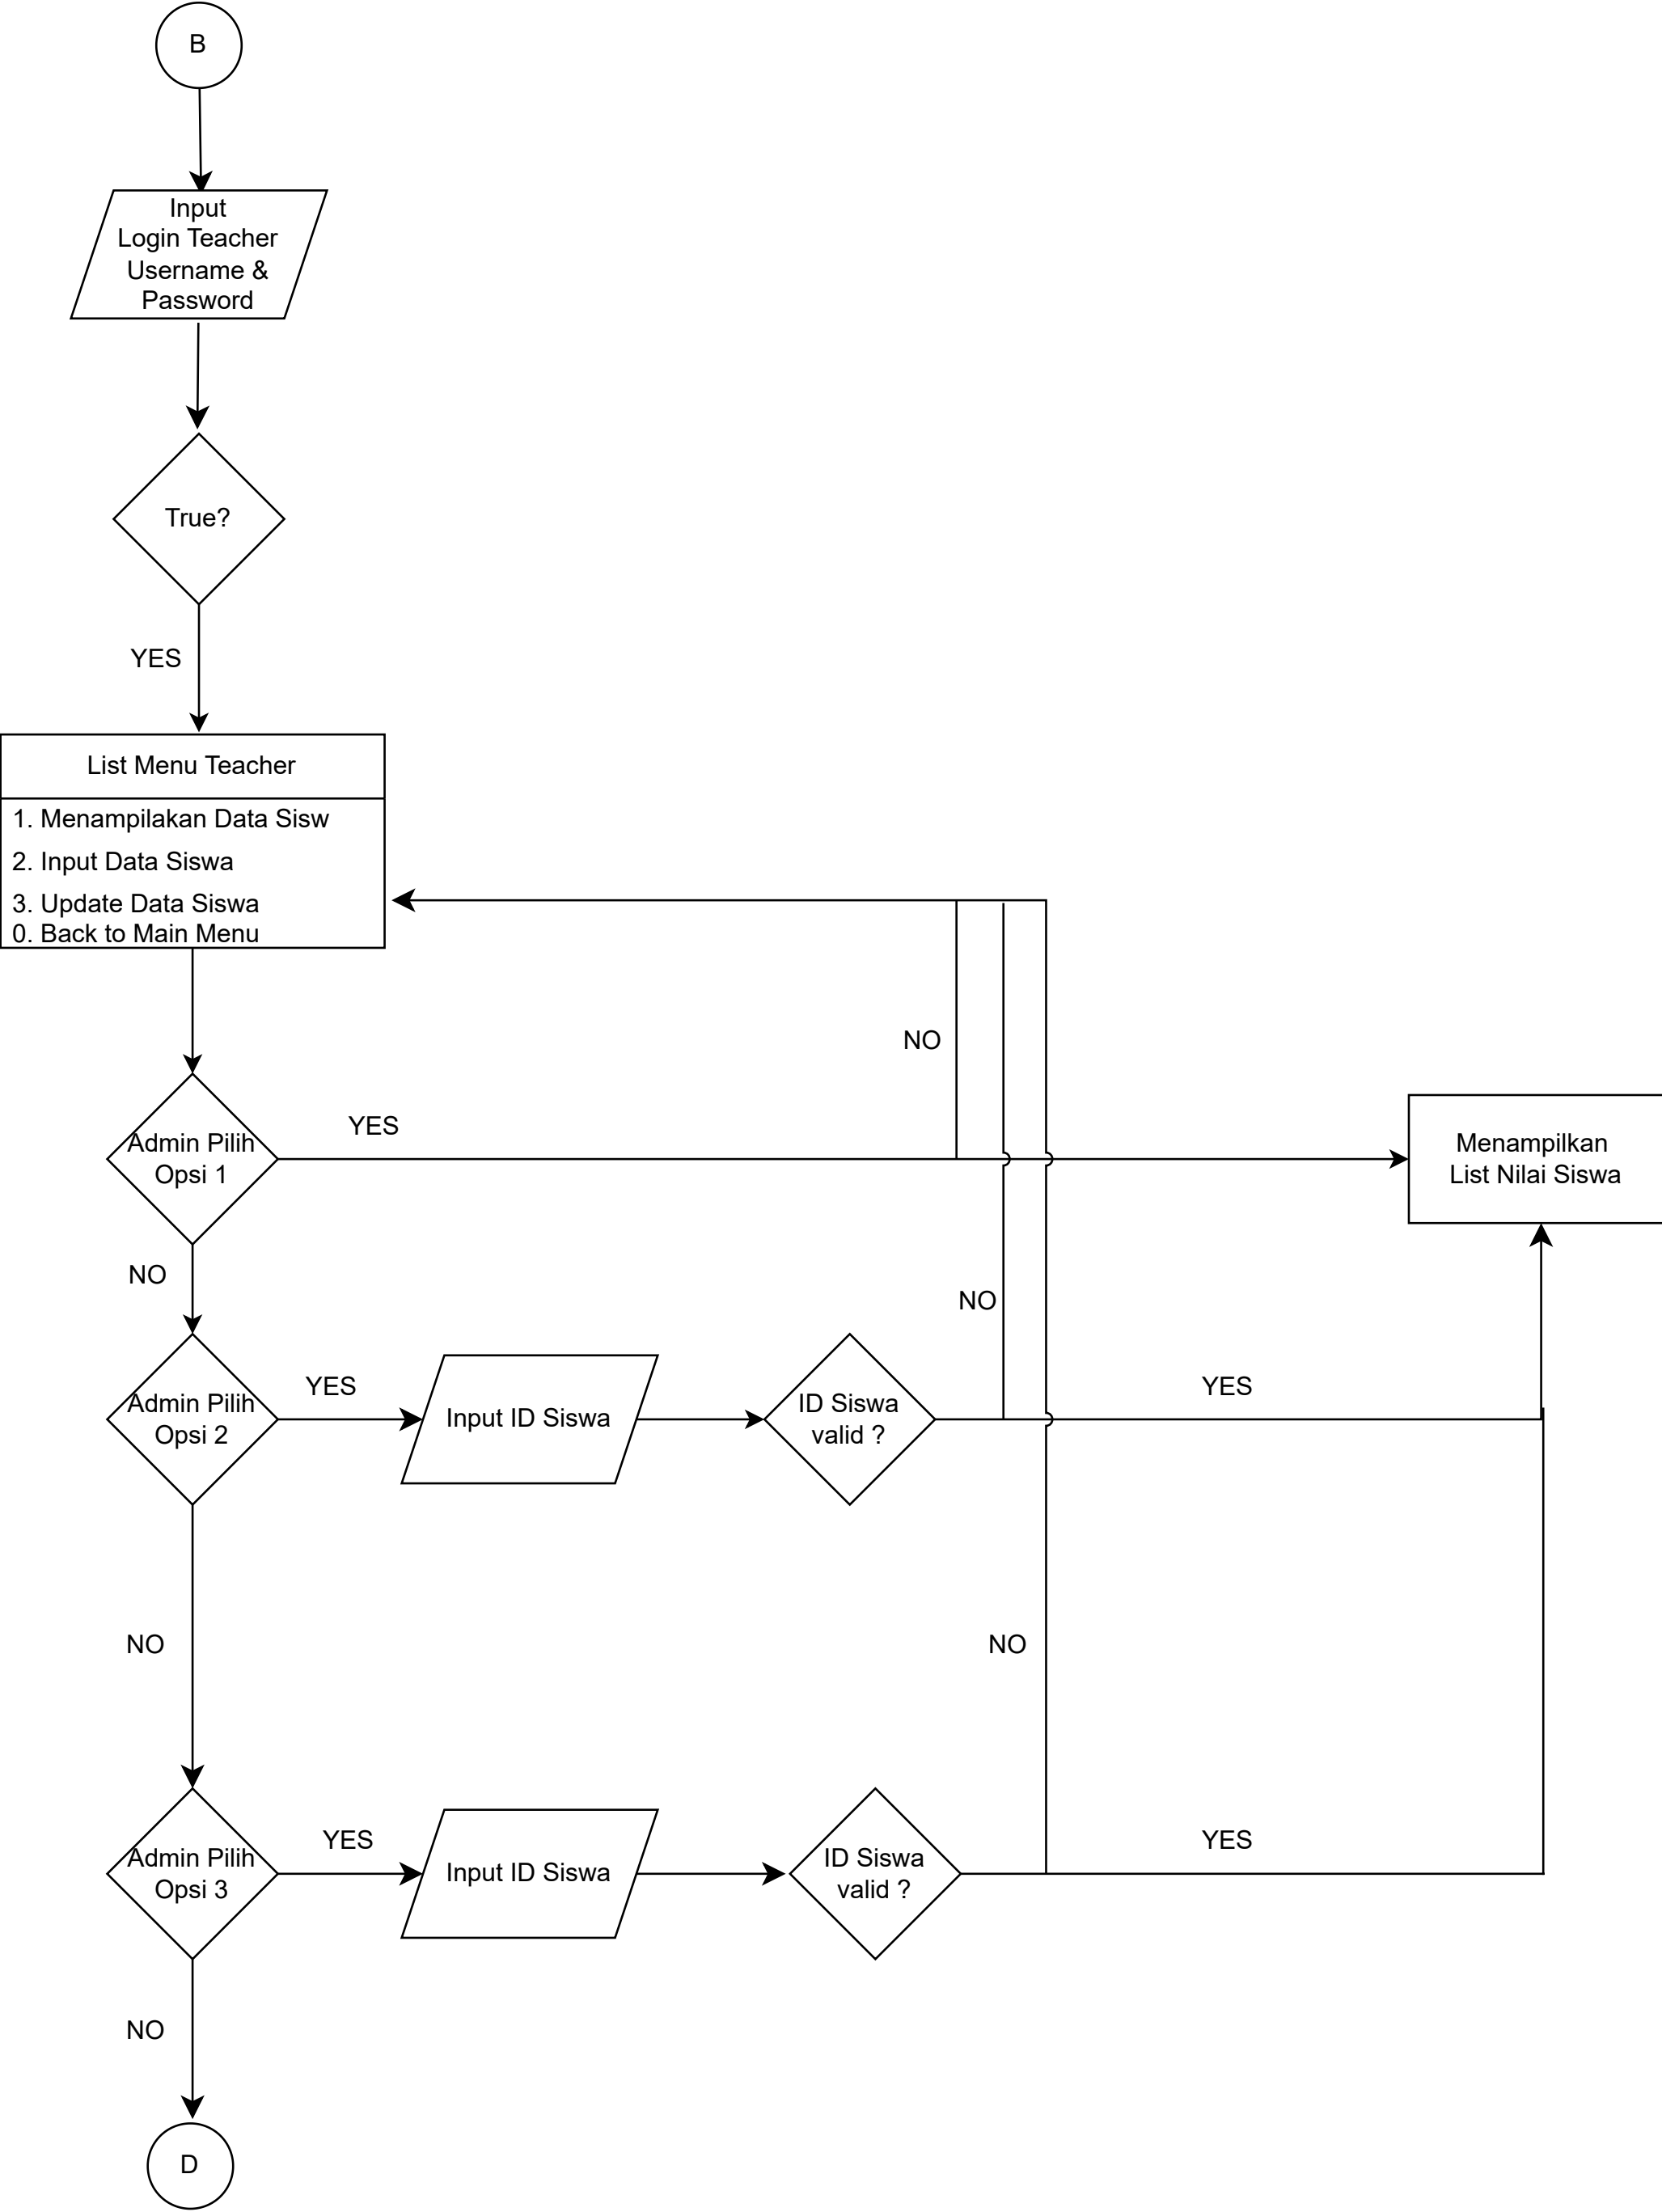 B
Input
Login Teacher
Username &
Password
True?
YES
List Menu Teacher
1. Menampilakan Data Sisw
2. Input Data Siswa
3. Update Data Siswa
0. Back to Main Menu
NO
YES
Admin Pilih
Opsi 1
Menampilkan
List Nilai Siswa
NO
NO
Admin Pilih
Opsi 2
YES
Input ID Siswa
ID Siswa
valid ?
YES
NO
NO
Admin Pilih
Opsi 3
YES
Input ID Siswa
ID Siswa
valid ?
YES
NO
D